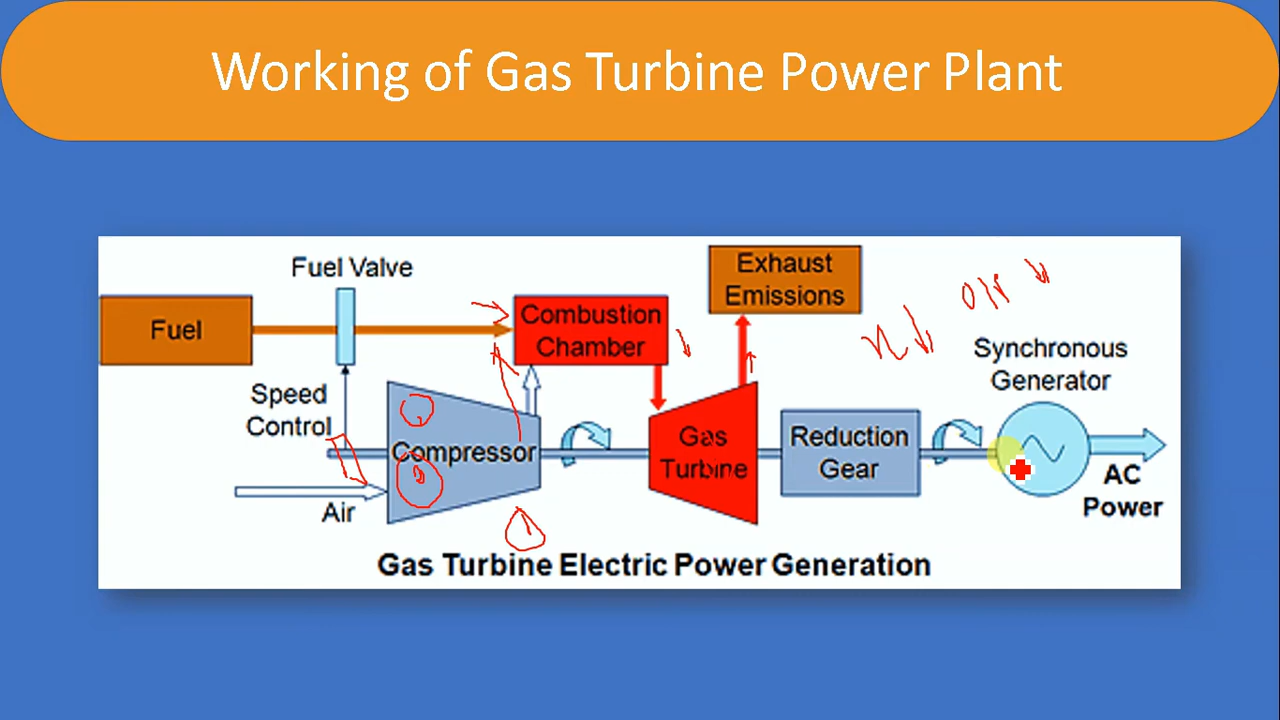 Working of Gas Turbine Power Plant
Fuel Valve
Fuel
Speed
Control
Air
Compressor
Combustion
Chamber
Exhaust
Emissions
Gas
Turbine
Reduction
Gear
Synchronous
Generator
AC
Power
Gas Turbine Electric Power Generation